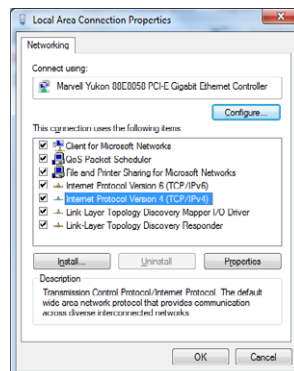 Local Area Connection Properties
Networking
Connect using:
Marvell Yukon 88E8058 PCI-E Gigabit Ethernet Controller
Configure...
This connection uses the following items:
Client for Microsoft Networks
QoS Packet Scheduler
File and Printer Sharing for Microsoft Networks
Internet Protocol Version 6 (TCP/IPv6)
Internet Protocol Version 4 (TCP/IPv4)
Link-Layer Topology Discovery Mapper I/O Driver
Link-Layer Topology Discovery Responder
Install...
Uninstall
Properties
Description
Transmission Control Protocol/Internet Protocol. The default
wide area network protocol that provides communication
across diverse interconnected networks.
OK
Cancel